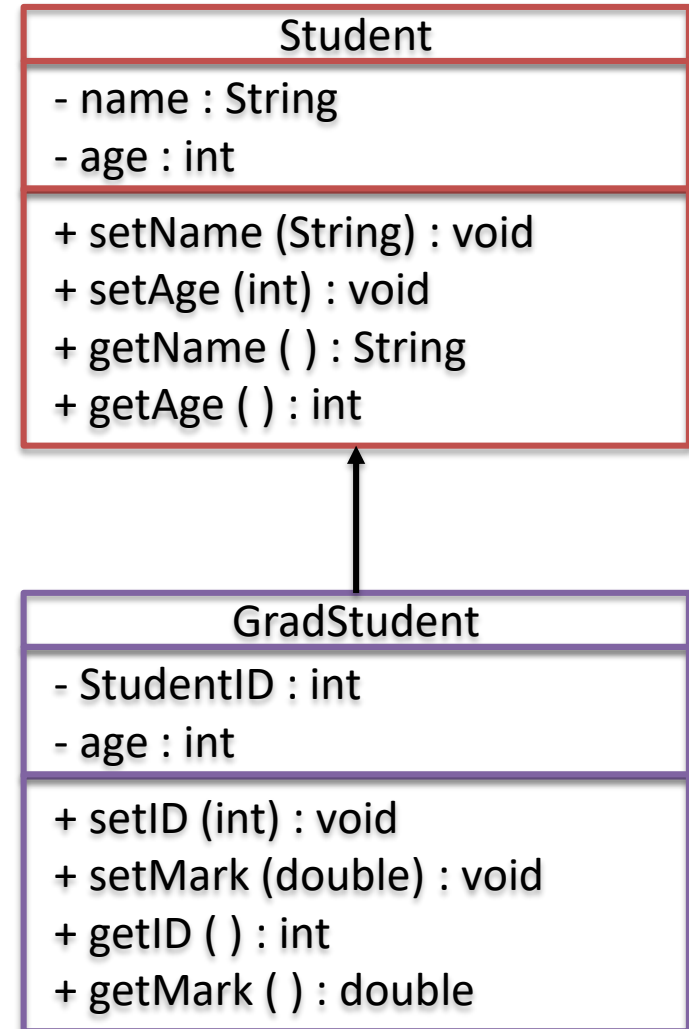 Student
- name : String
- age : int
+ setName (String) : void
+ setAge (int) : void
+ getName ( ) : String
+ getAge ( ) : int
GradStudent
- StudentID : int
- age : int
+ setID (int) : void
+ setMark (double) : void
+ getID ( ) : int
+ getMark ( ) : double